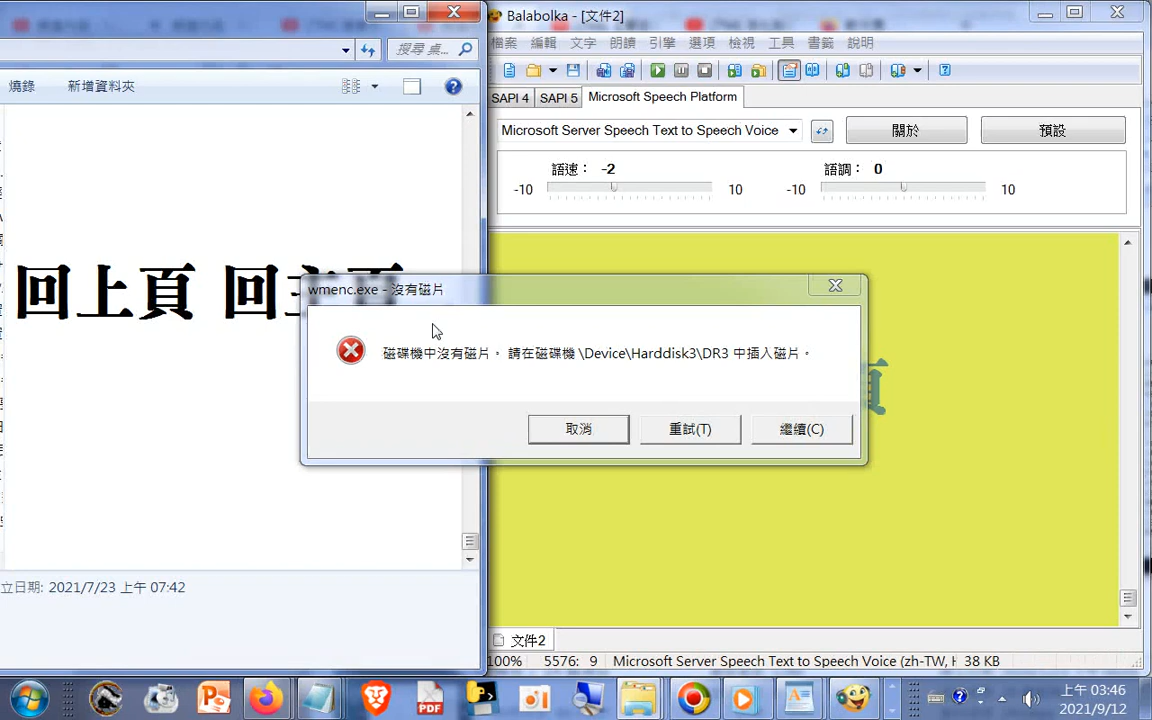 Balabolka - [文件2]
檔案 編輯 文字 朗讀 引擎 選項 檢視 工具 書籤 說明
搜尋 桌...
燒錄 新增資料夾
SAPI 4 SAPI 5 Microsoft Speech Platform
Microsoft Server Speech Text to Speech Voice 關於 預設
語速： -2 語調： 0
-10 10 -10 10
回上頁 回主頁
wmenc.exe - 沒有磁片
磁碟機中沒有磁片。 請在磁碟機 \Device\Harddisk3\DR3 中插入磁片。
取消 重試(T) 繼續(C)
立日期: 2021/7/23 上午 07:42
文件2
100% 5576: 9 Microsoft Server Speech Text to Speech Voice (zh-TW, H 38 KB
PDF
上午 03:46
2021/9/12